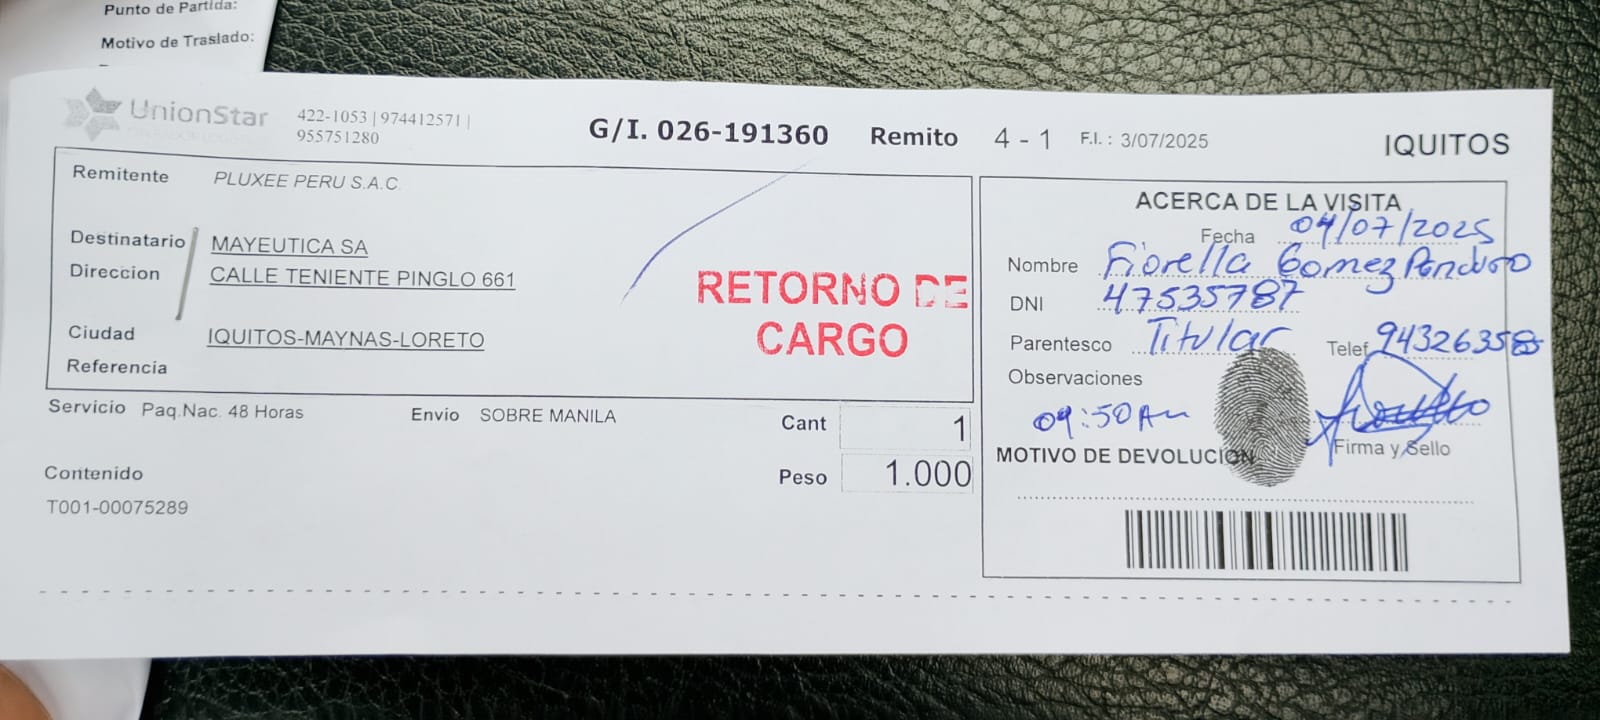 Punto de Partida:
Motivo de Traslado:
UnionStar
422-1053 | 974412571 |
955751280
G/I. 026-191360 Remito 4 - 1 F.I. : 3/07/2025 IQUITOS
Remitente PLUXEE PERU S.A.C.
Destinatario MAYEUTICA SA
Direccion CALLE TENIENTE PINGLO 661
Ciudad IQUITOS-MAYNAS-LORETO
Referencia
RETORNO DE
CARGO
Servicio Paq.Nac. 48 Horas Envío SOBRE MANILA Cant 1
Peso 1.000
Contenido
T001-00075289
ACERCA DE LA VISITA
Fecha 04/07/2025
Nombre Fiorella Gomez Panduro
DNI 47535787
Parentesco Titular Telef
Observaciones
09:50 Am
Firma y Sello
MOTIVO DE DEVOLUCION